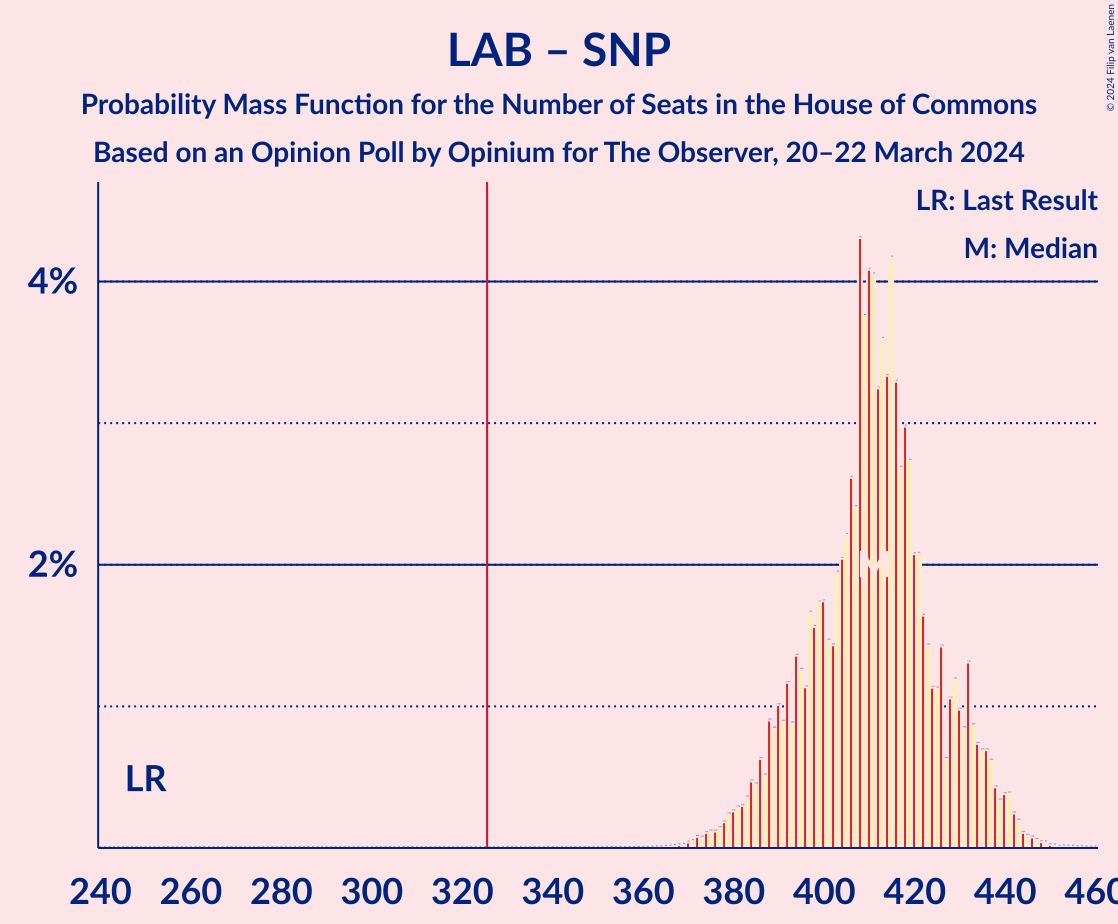 LAB – SNP
Probability Mass Function for the Number of Seats in the House of Commons
Based on an Opinion Poll by Opinium for The Observer, 20–22 March 2024
© 2024 Filip van Laenen
LR: Last Result
M: Median
4%
2%
M
LR
240 260 280 300 320 340 360 380 400 420 440 460